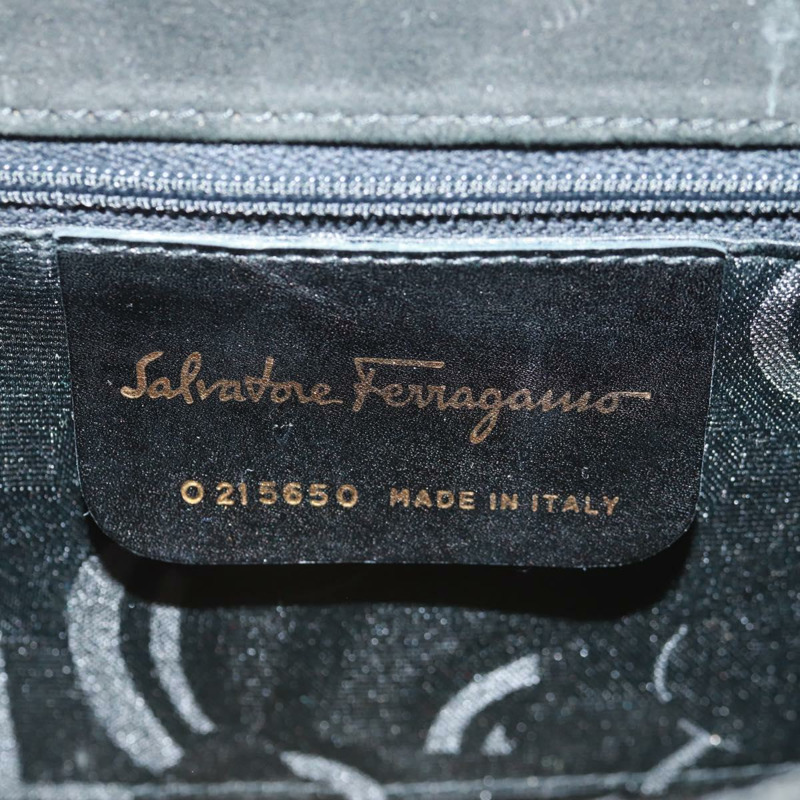 Salvatore Ferragamo
O 215650 MADE IN ITALY